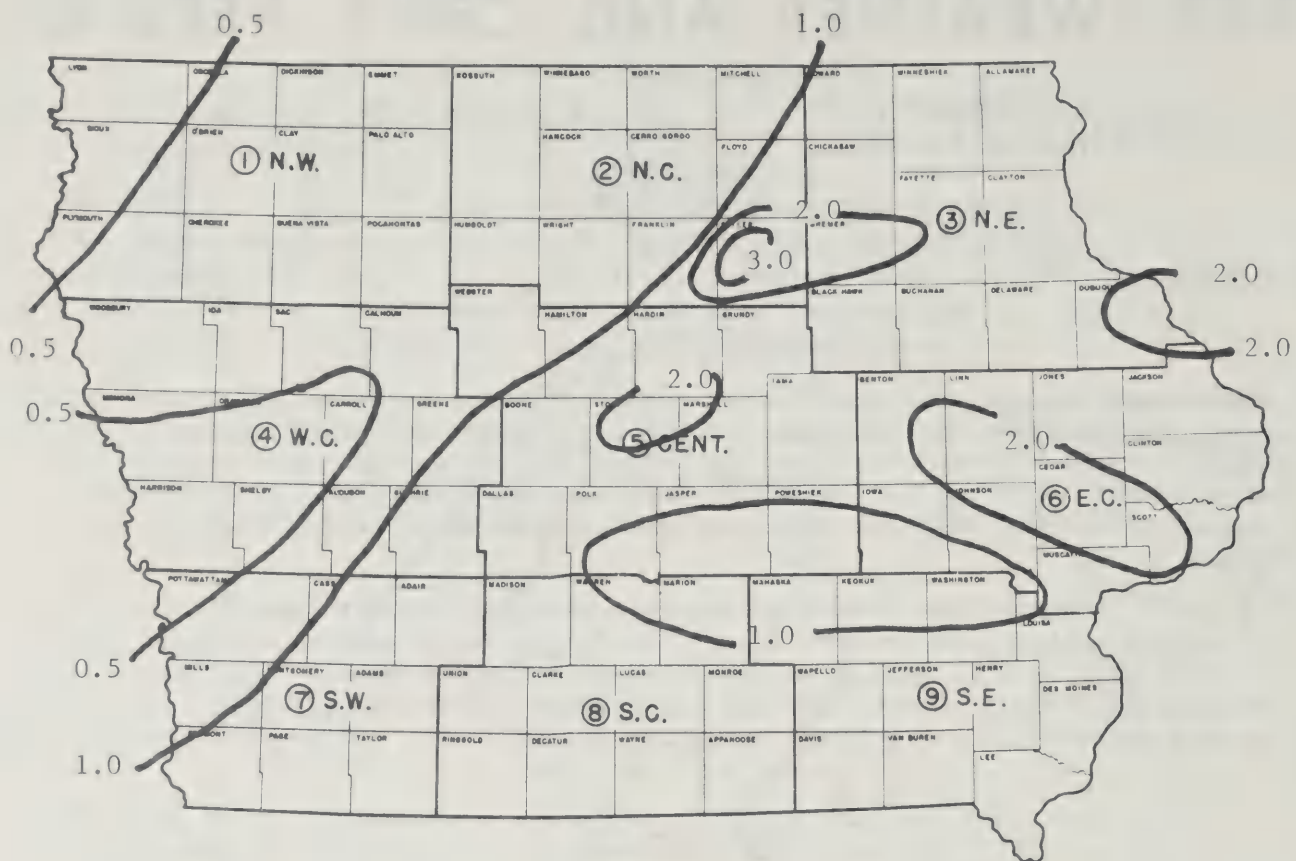 0.5 1.0
LYON OSCEOLA DICKINSON EMMET KOSSUTH WINNEBAGO WORTH MITCHELL HOWARD WINNESHIEK ALLAMAKEE
SIOUX O'BRIEN CLAY PALO ALTO HANCOCK CERRO GORDO FLOYD CHICKASAW
① N.W. ② N.C. FAYETTE CLAYTON
PLYMOUTH CHEROKEE BUENA VISTA POCAHONTAS HUMBOLDT WRIGHT FRANKLIN BUTLER 2.0 BREMER ③ N.E.
3.0
2.0
WOODBURY IDA SAC CALHOUN WEBSTER HAMILTON HARDIN GRUNDY BLACK HAWK BUCHANAN DELAWARE DUBUQUE
0.5 2.0
MONONA CARROLL GREENE BOONE MARSHALL 2.0 TAMA BENTON LINN JONES JACKSON
0.5 ④ W.C. ⑤ CENT. 2.0 CLINTON
CEDAR
HARRISON SHELBY AUDUBON GUTHRIE DALLAS POLK JASPER POWESHIEK IOWA JOHNSON ⑥ E.C. SCOTT
POTTAWATTAM CASS ADAIR MADISON WARREN MARION MAHASKA KEOKUK WASHINGTON MUSCATI
1.0 LOUISA
0.5 MILLS MONTGOMERY ADAMS UNION CLARKE LUCAS MONROE WAPELLO JEFFERSON HENRY
⑦ S.W. ⑧ S.C. ⑨ S.E. DES MOINES
1.0 PAGE TAYLOR RINGGOLD DECATUR WAYNE APPANOOSE DAVIS VAN BUREN LEE